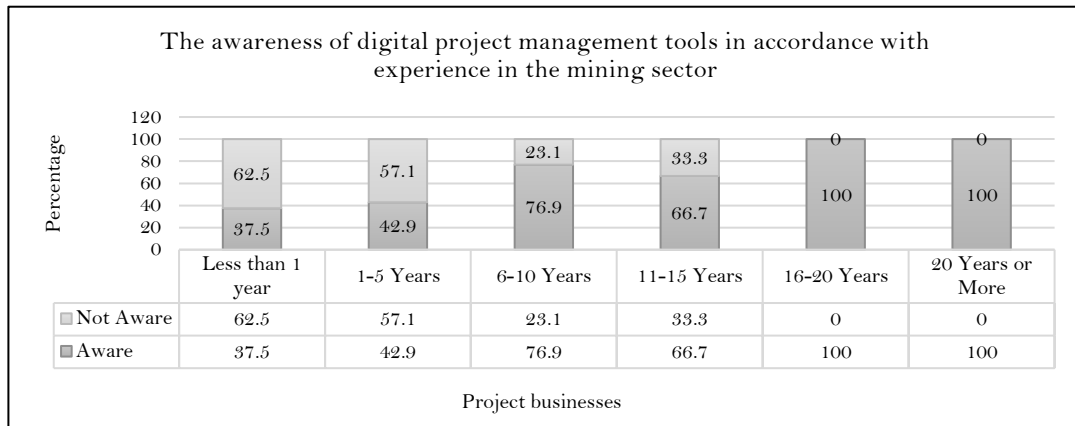 The awareness of digital project management tools in accordance with
experience in the mining sector
Percentage
120
100
80
60
40
20
0
62.5
57.1
23.1
33.3
0
0
37.5
42.9
76.9
66.7
100
100
Less than 1
year
1-5 Years
6-10 Years
11-15 Years
16-20 Years
20 Years or
More
Not Aware 62.5 57.1 23.1 33.3 0 0
Aware 37.5 42.9 76.9 66.7 100 100
Project businesses